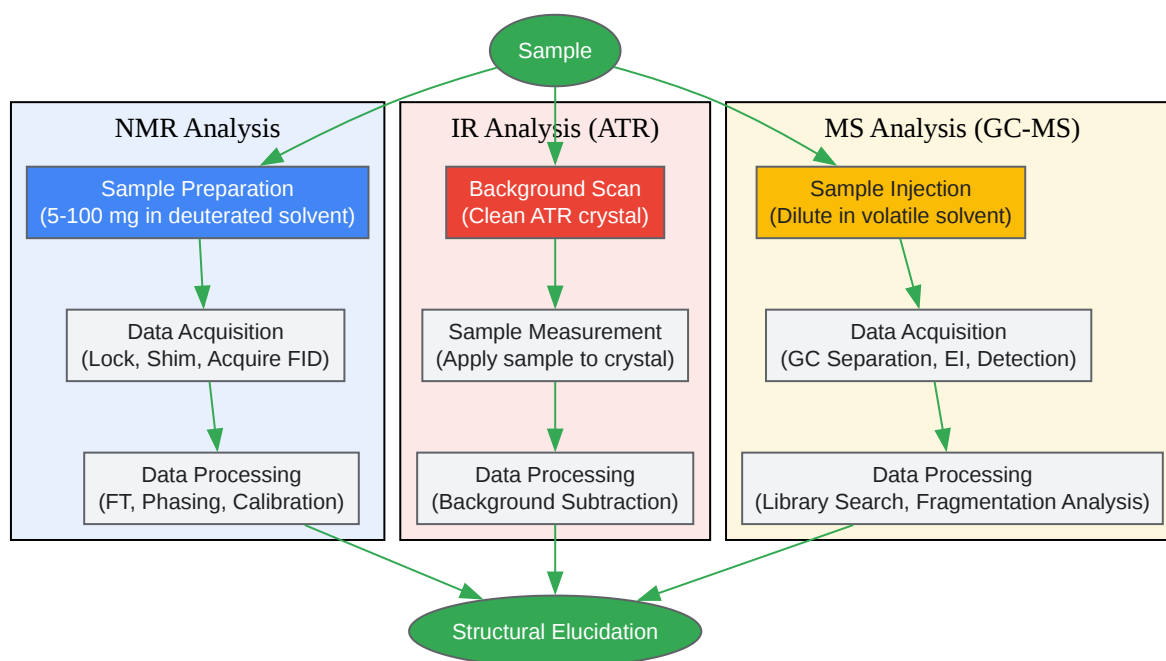 Sample
NMR Analysis
Sample Preparation
(5-100 mg in deuterated solvent)
Data Acquisition
(Lock, Shim, Acquire FID)
Data Processing
(FT, Phasing, Calibration)
IR Analysis (ATR)
Background Scan
(Clean ATR crystal)
Sample Measurement
(Apply sample to crystal)
Data Processing
(Background Subtraction)
MS Analysis (GC-MS)
Sample Injection
(Dilute in volatile solvent)
Data Acquisition
(GC Separation, EI, Detection)
Data Processing
(Library Search, Fragmentation Analysis)
Structural Elucidation